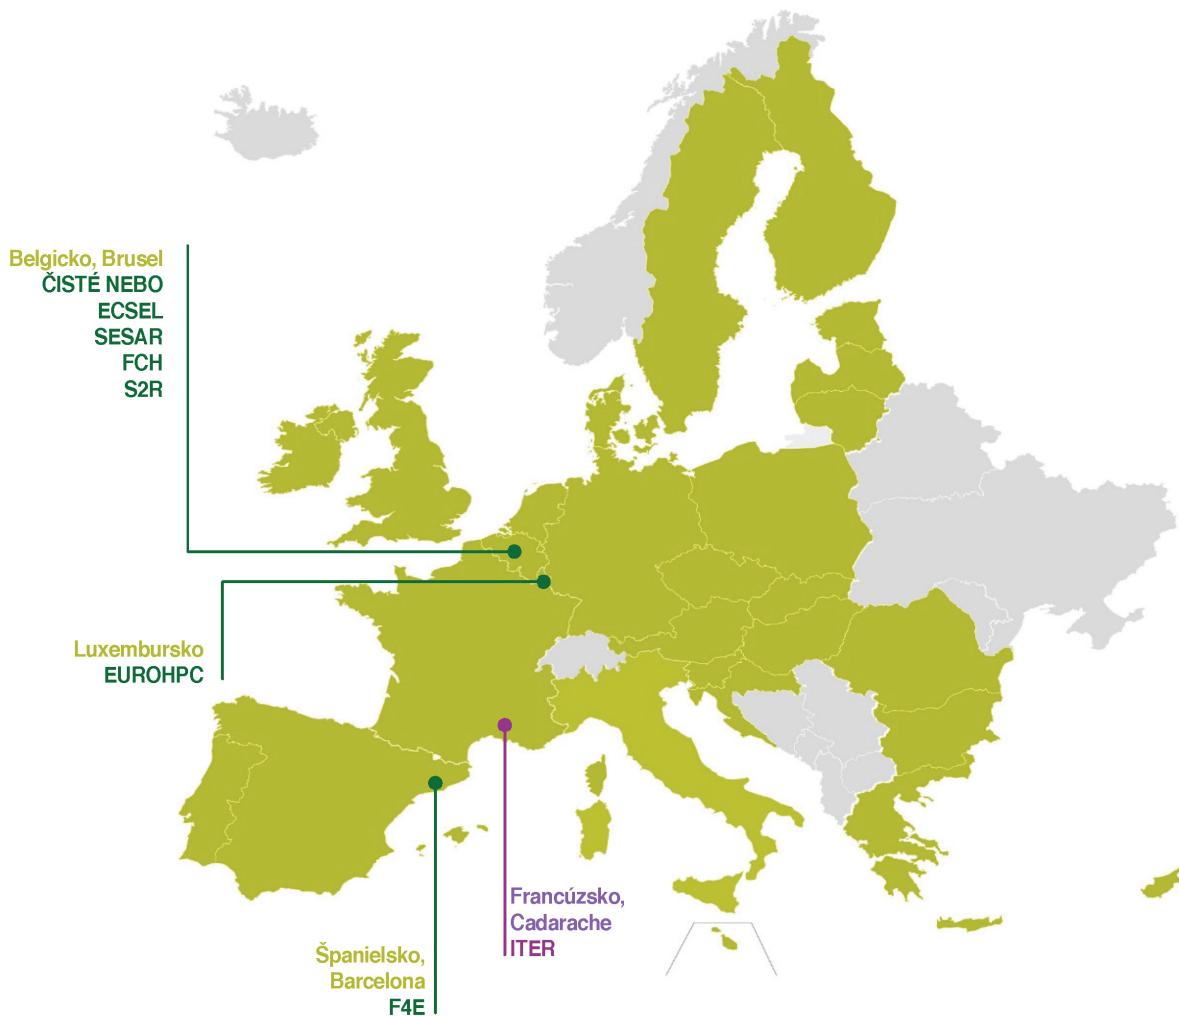 Belgicko, Brusel
ČISTÉ NEBO
ECSEL
SESAR
FCH
S2R
Luxembursko
EUROHPC
Francúzsko,
Cadarache
ITER
Španielsko,
Barcelona
F4E